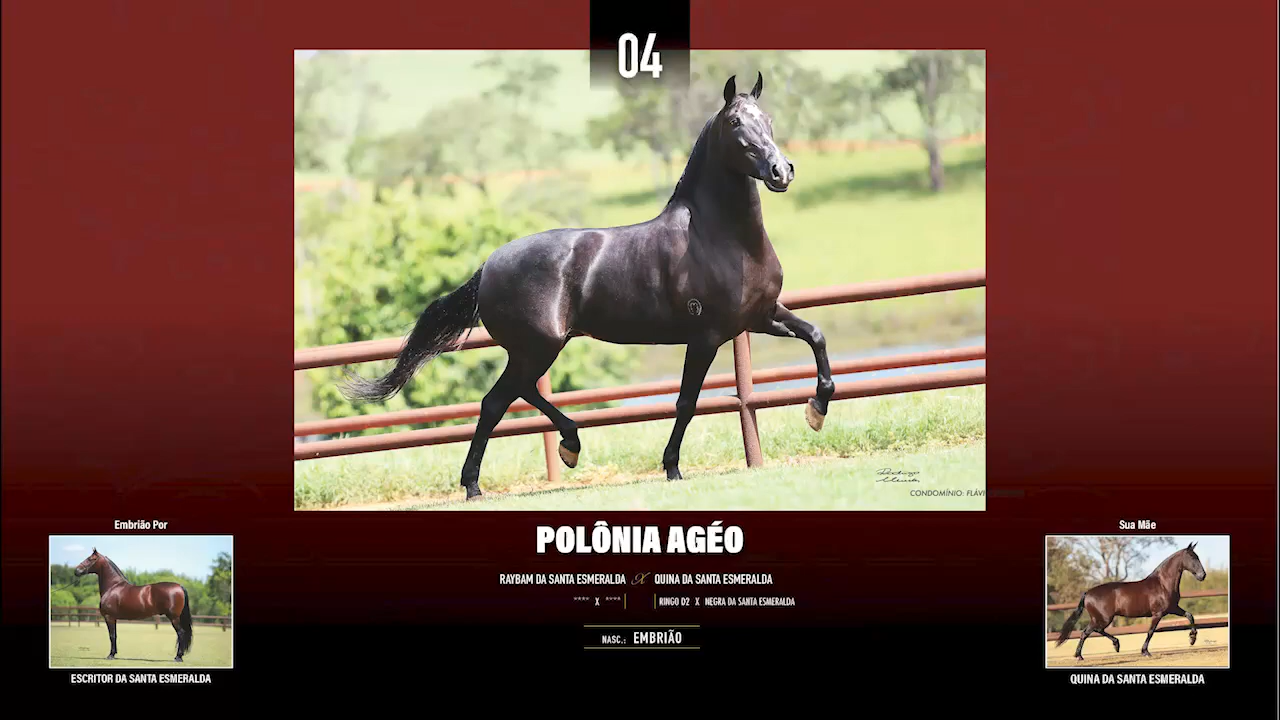 04
CONDOMÍNIO: FLÁVI
POLÔNIA AGÉO
RAYBAM DA SANTA ESMERALDA X QUINA DA SANTA ESMERALDA
**** X **** RINGO D2 X NEGRA DA SANTA ESMERALDA
NASC.: EMBRIÃO
Embrião Por
ESCRITOR DA SANTA ESMERALDA
Sua Mãe
QUINA DA SANTA ESMERALDA